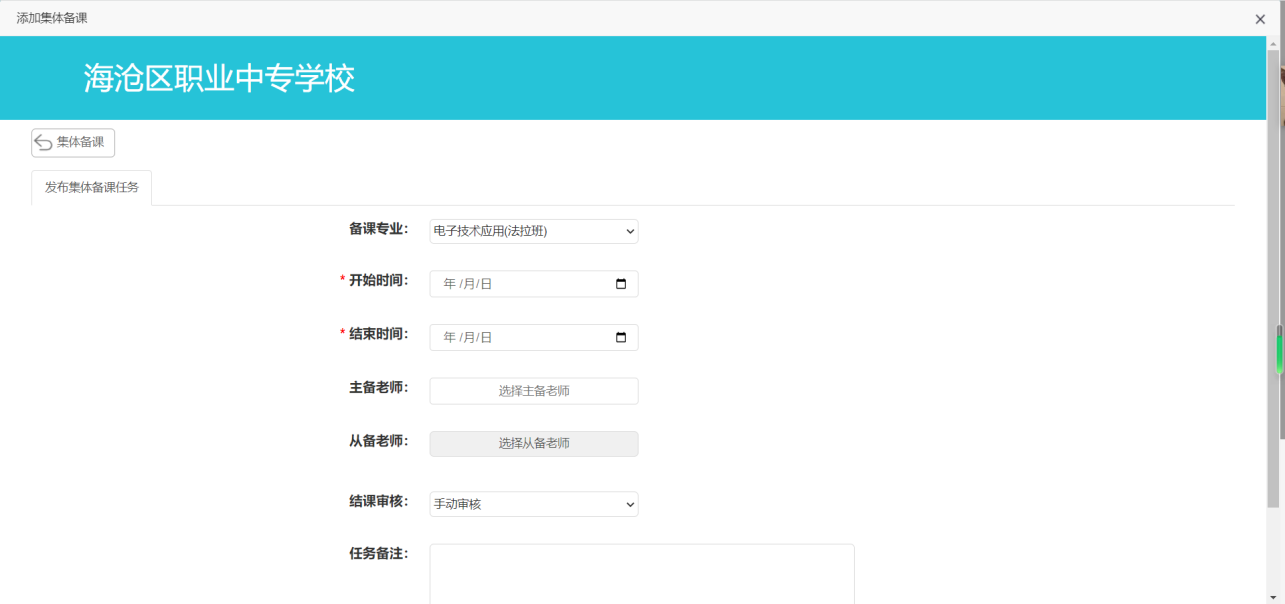 添加集体备课
海沧区职业中专学校
集体备课
发布集体备课任务
备课专业： 电子技术应用(法拉班)
* 开始时间： 年 /月/日
* 结束时间： 年 /月/日
主备老师： 选择主备老师
从备老师： 选择从备老师
结课审核： 手动审核
任务备注：